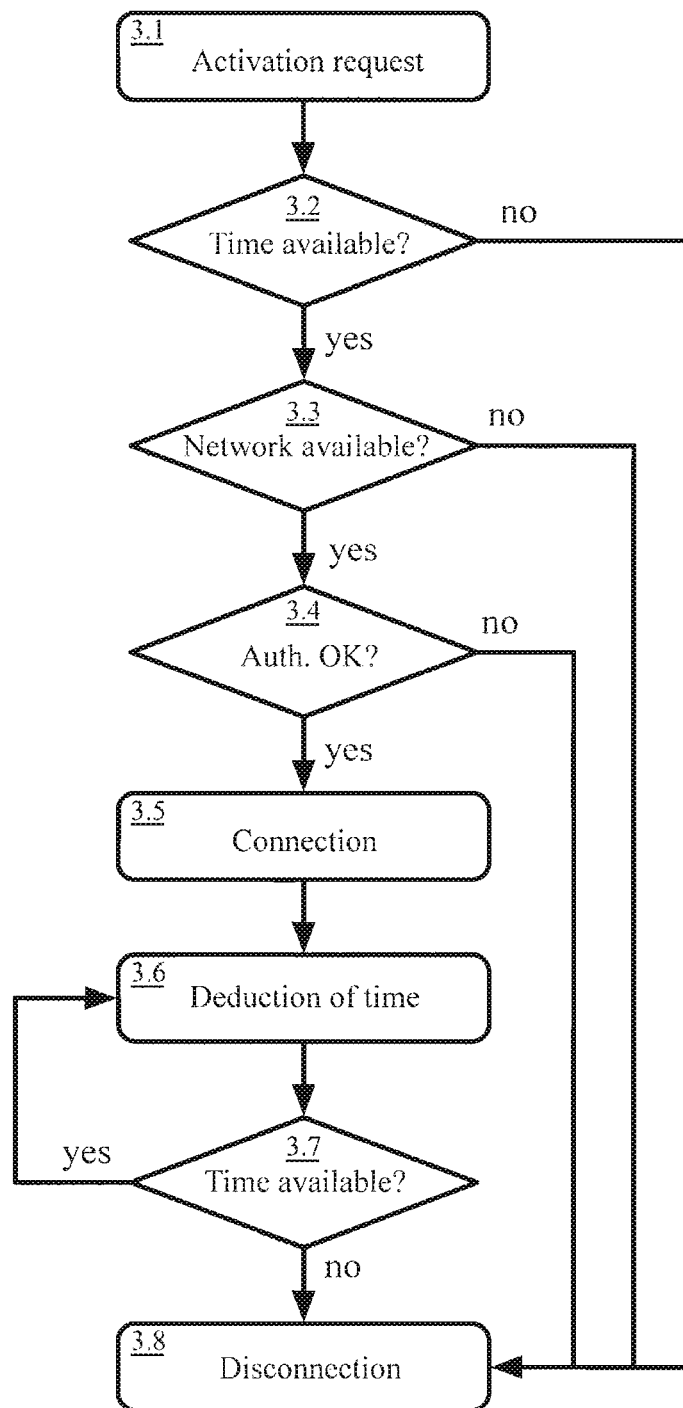 3.1
Activation request
3.2
no
Time available?
yes
3.3
no
Network available?
yes
3.4
no
Auth. OK?
yes
3.5
Connection
3.6
Deduction of time
3.7
yes
Time available?
no
3.8
Disconnection